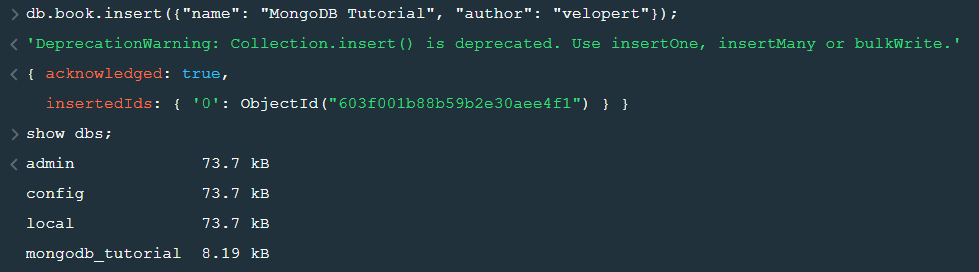 > db.book.insert({"name": "MongoDB Tutorial", "author": "velopert"});
< 'DeprecationWarning: Collection.insert() is deprecated. Use insertOne, insertMany or bulkWrite.'
< { acknowledged: true,
insertedIds: { '0': ObjectId("603f001b88b59b2e30aee4f1") } }
> show dbs;
< admin 73.7 kB
config 73.7 kB
local 73.7 kB
mongodb_tutorial 8.19 kB